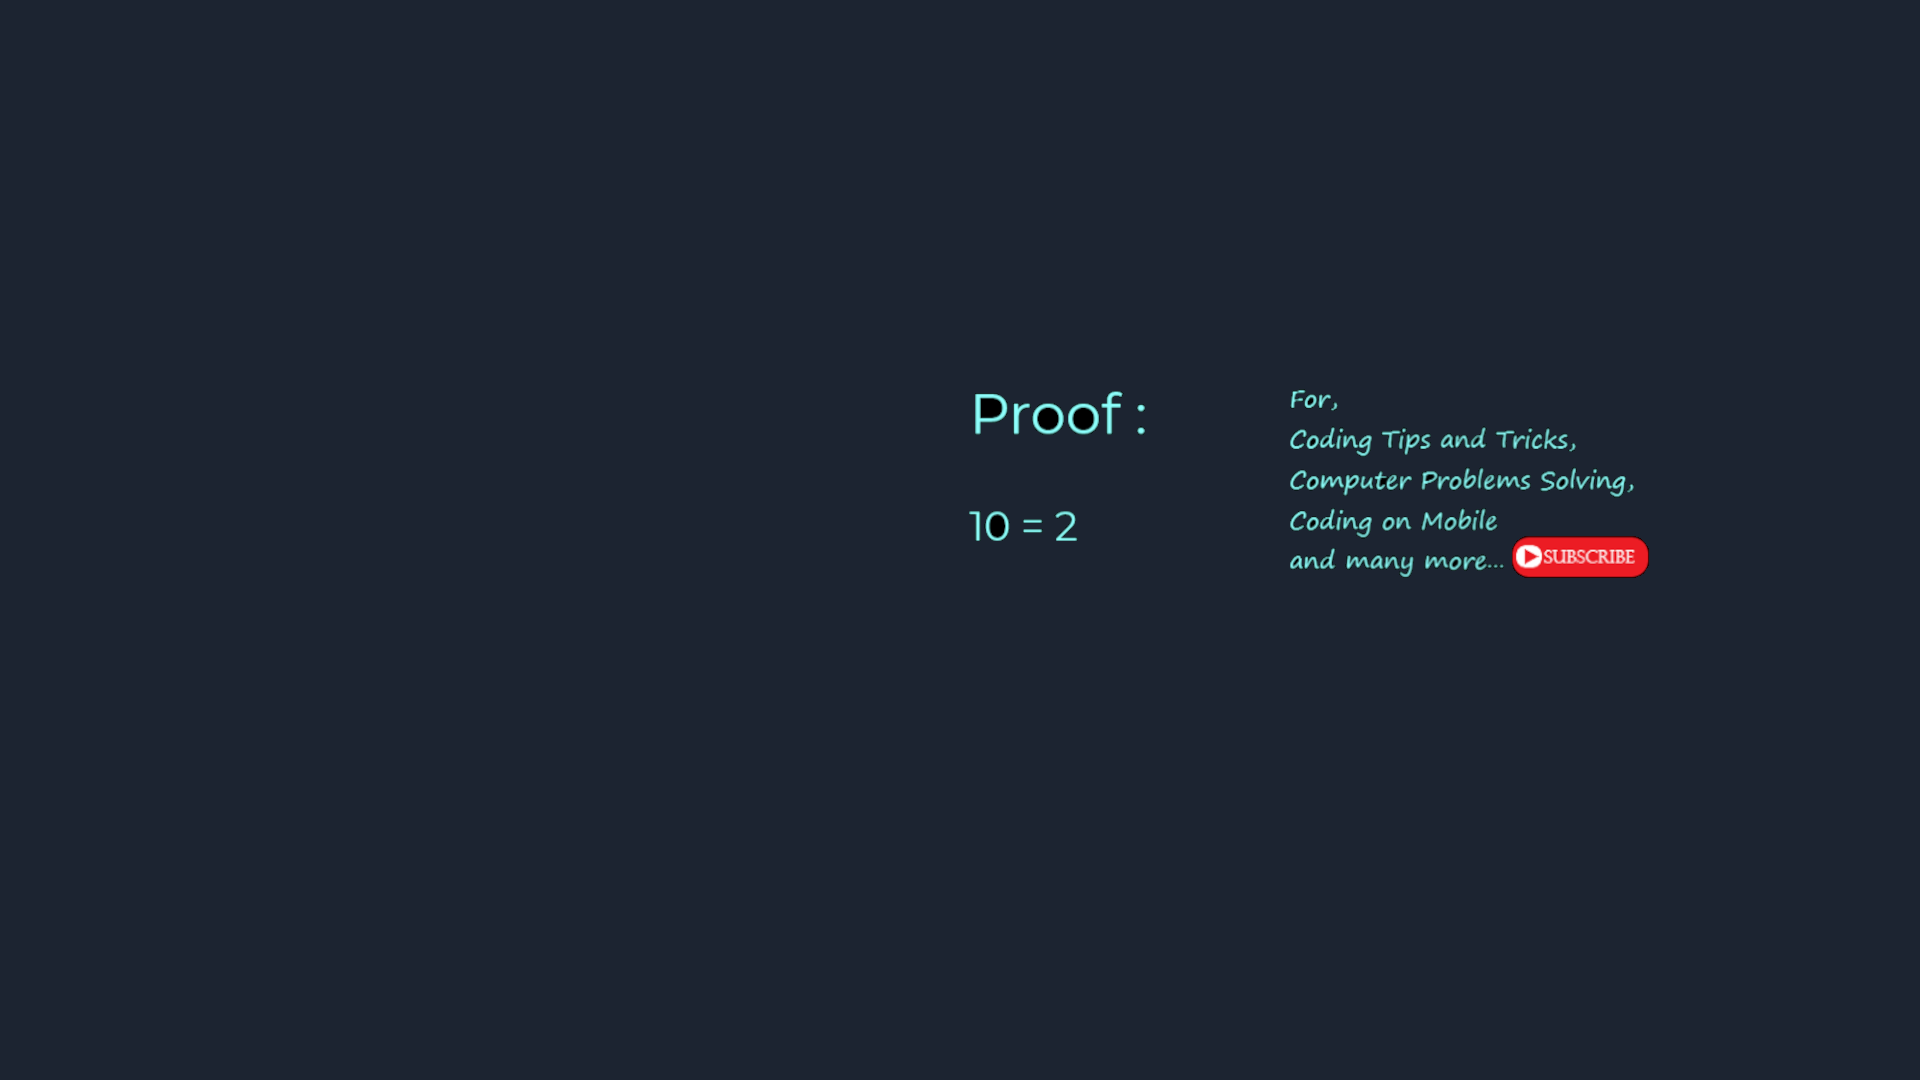 Proof :
10 = 2
For,
Coding Tips and Tricks,
Computer Problems Solving,
Coding on Mobile
and many more... SUBSCRIBE